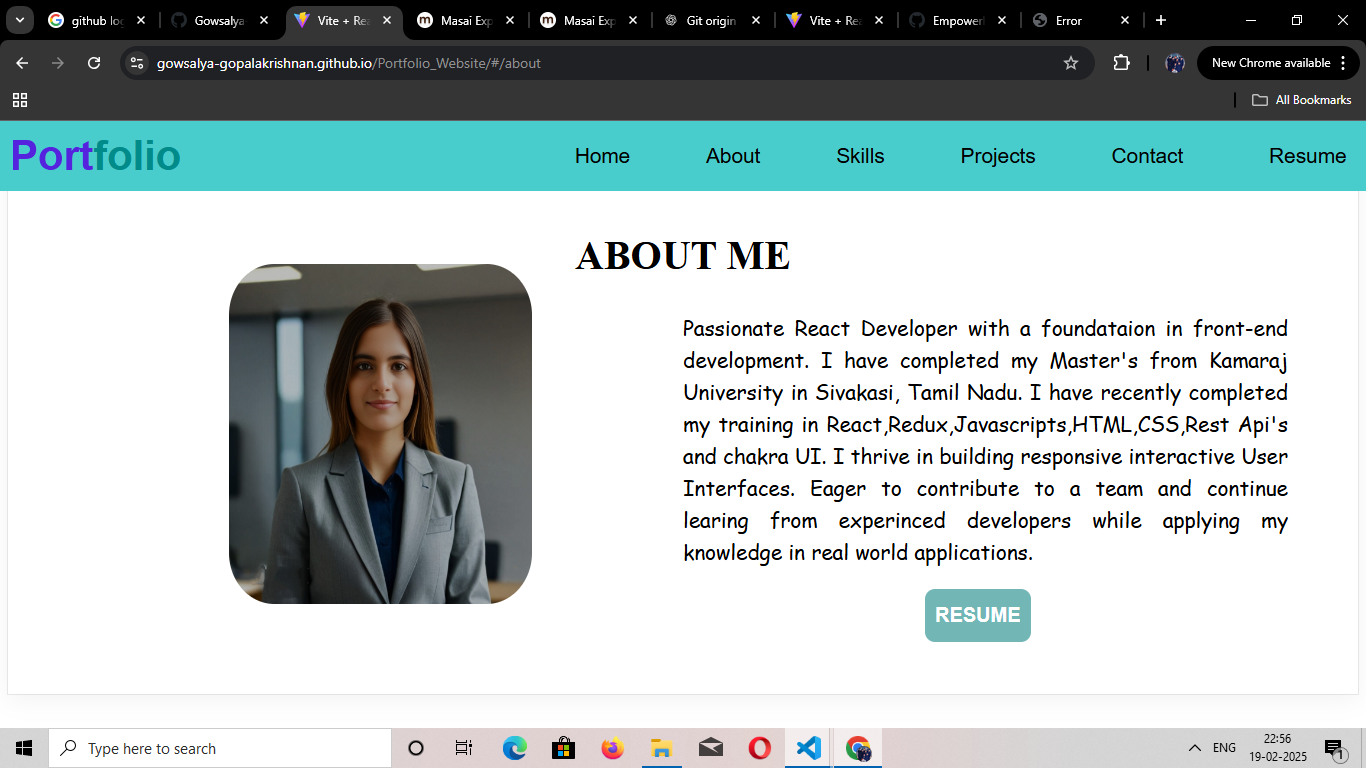 github loc
Gowsalya-
Vite + Rea
Masai Exp
Masai Exp
Git origin
Vite + Rea
Empowerl
Error
gowsalya-gopalakrishnan.github.io/Portfolio_Website/#/about
New Chrome available
All Bookmarks
Portfolio
Home
About
Skills
Projects
Contact
Resume
ABOUT ME
Passionate React Developer with a foundataion in front-end
development. I have completed my Master's from Kamaraj
University in Sivakasi, Tamil Nadu. I have recently completed
my training in React,Redux,Javascripts,HTML,CSS,Rest Api's
and chakra UI. I thrive in building responsive interactive User
Interfaces. Eager to contribute to a team and continue
learing from experinced developers while applying my
knowledge in real world applications.
RESUME
Type here to search
ENG
22:56
19-02-2025
1